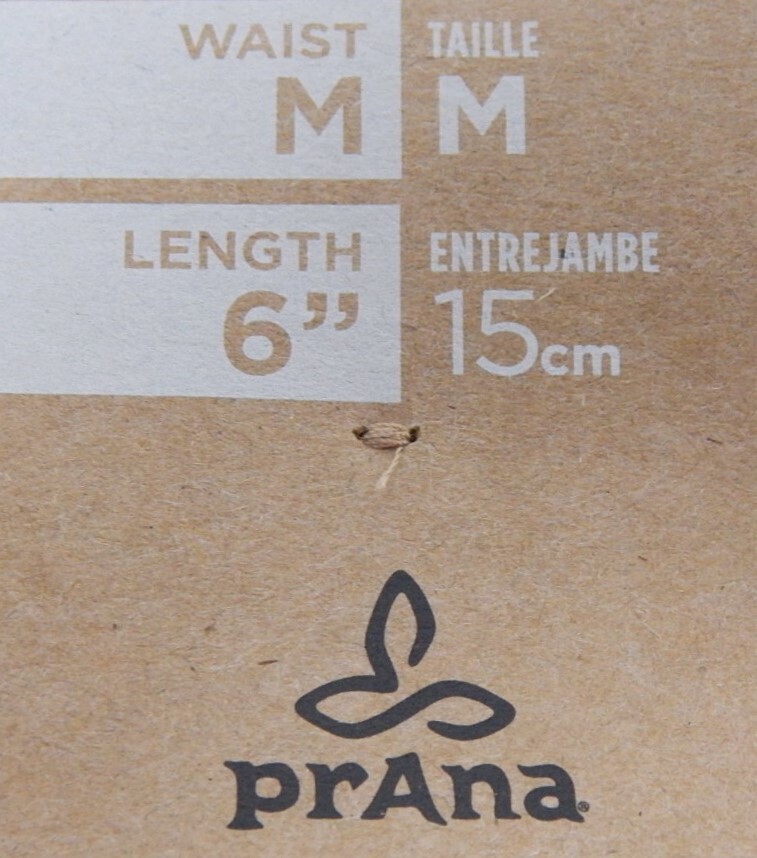 WAIST TAILLE
M M
LENGTH ENTREJAMBE
6” 15cm
prAna®